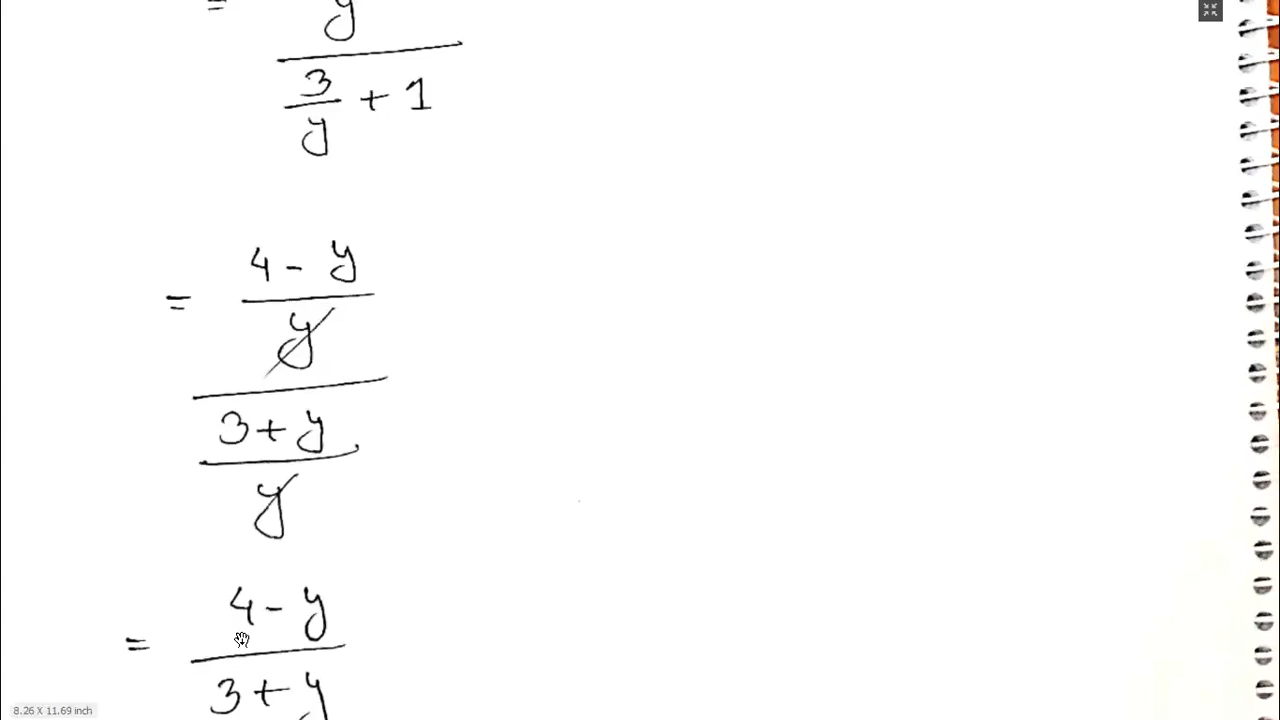 = y
3/y + 1
= 4 - y
y
3 + y
y
= 4 - y
3 + y
8.26 X 11.69 inch